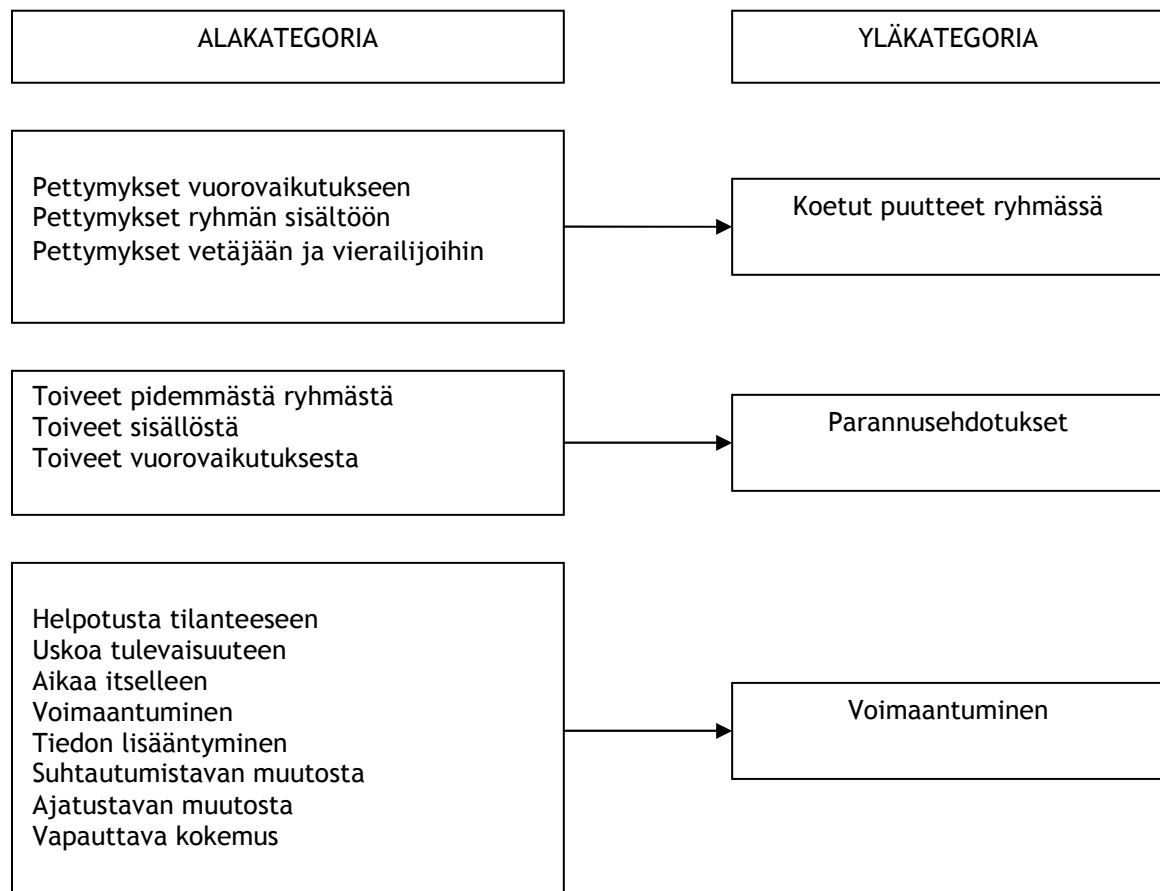 ALAKATEGORIA
YLÄKATEGORIA
Pettymykset vuorovaikutukseen
Pettymykset ryhmän sisältöön
Pettymykset vetäjään ja vierailijoihin
Koetut puutteet ryhmässä
Toiveet pidemmästä ryhmästä
Toiveet sisällöstä
Toiveet vuorovaikutuksesta
Parannusehdotukset
Helpotusta tilanteeseen
Uskoa tulevaisuuteen
Aikaa itselleen
Voimaantuminen
Tiedon lisääntyminen
Suhtautumistavan muutosta
Ajatustavan muutosta
Vapauttava kokemus
Voimaantuminen